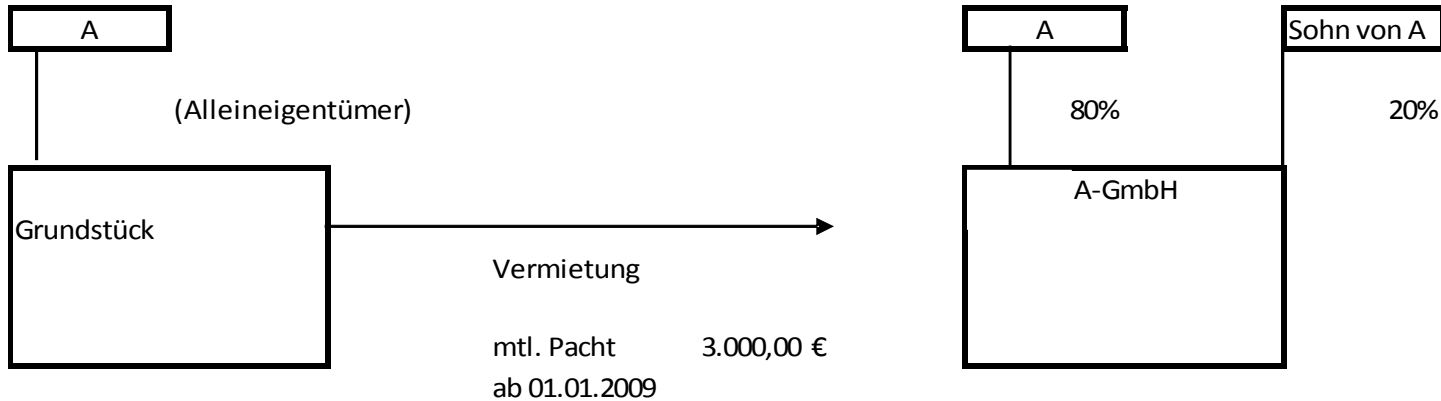 A
A
Sohn von A
(Alleineigentümer)
80%
20%
A-GmbH
Grundstück
Vermietung
mtl. Pacht 3.000,00 €
ab 01.01.2009